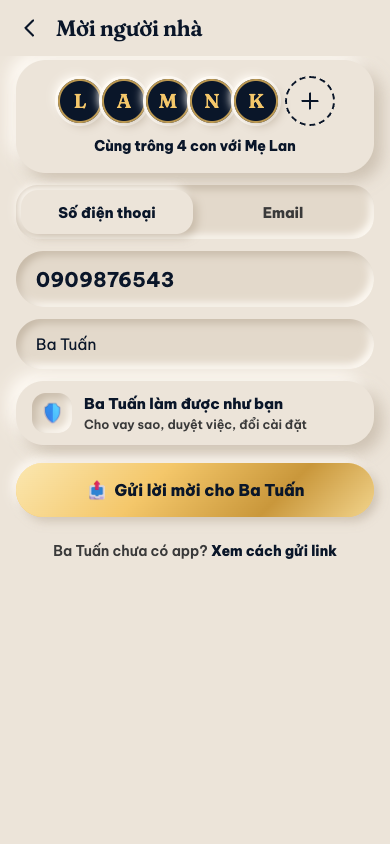 Mời người nhà
L A M N K
Cùng trông 4 con với Mẹ Lan
Số điện thoại Email
0909876543
Ba Tuấn
Ba Tuấn làm được như bạn
Cho vay sao, duyệt việc, đổi cài đặt
Gửi lời mời cho Ba Tuấn
Ba Tuấn chưa có app? Xem cách gửi link